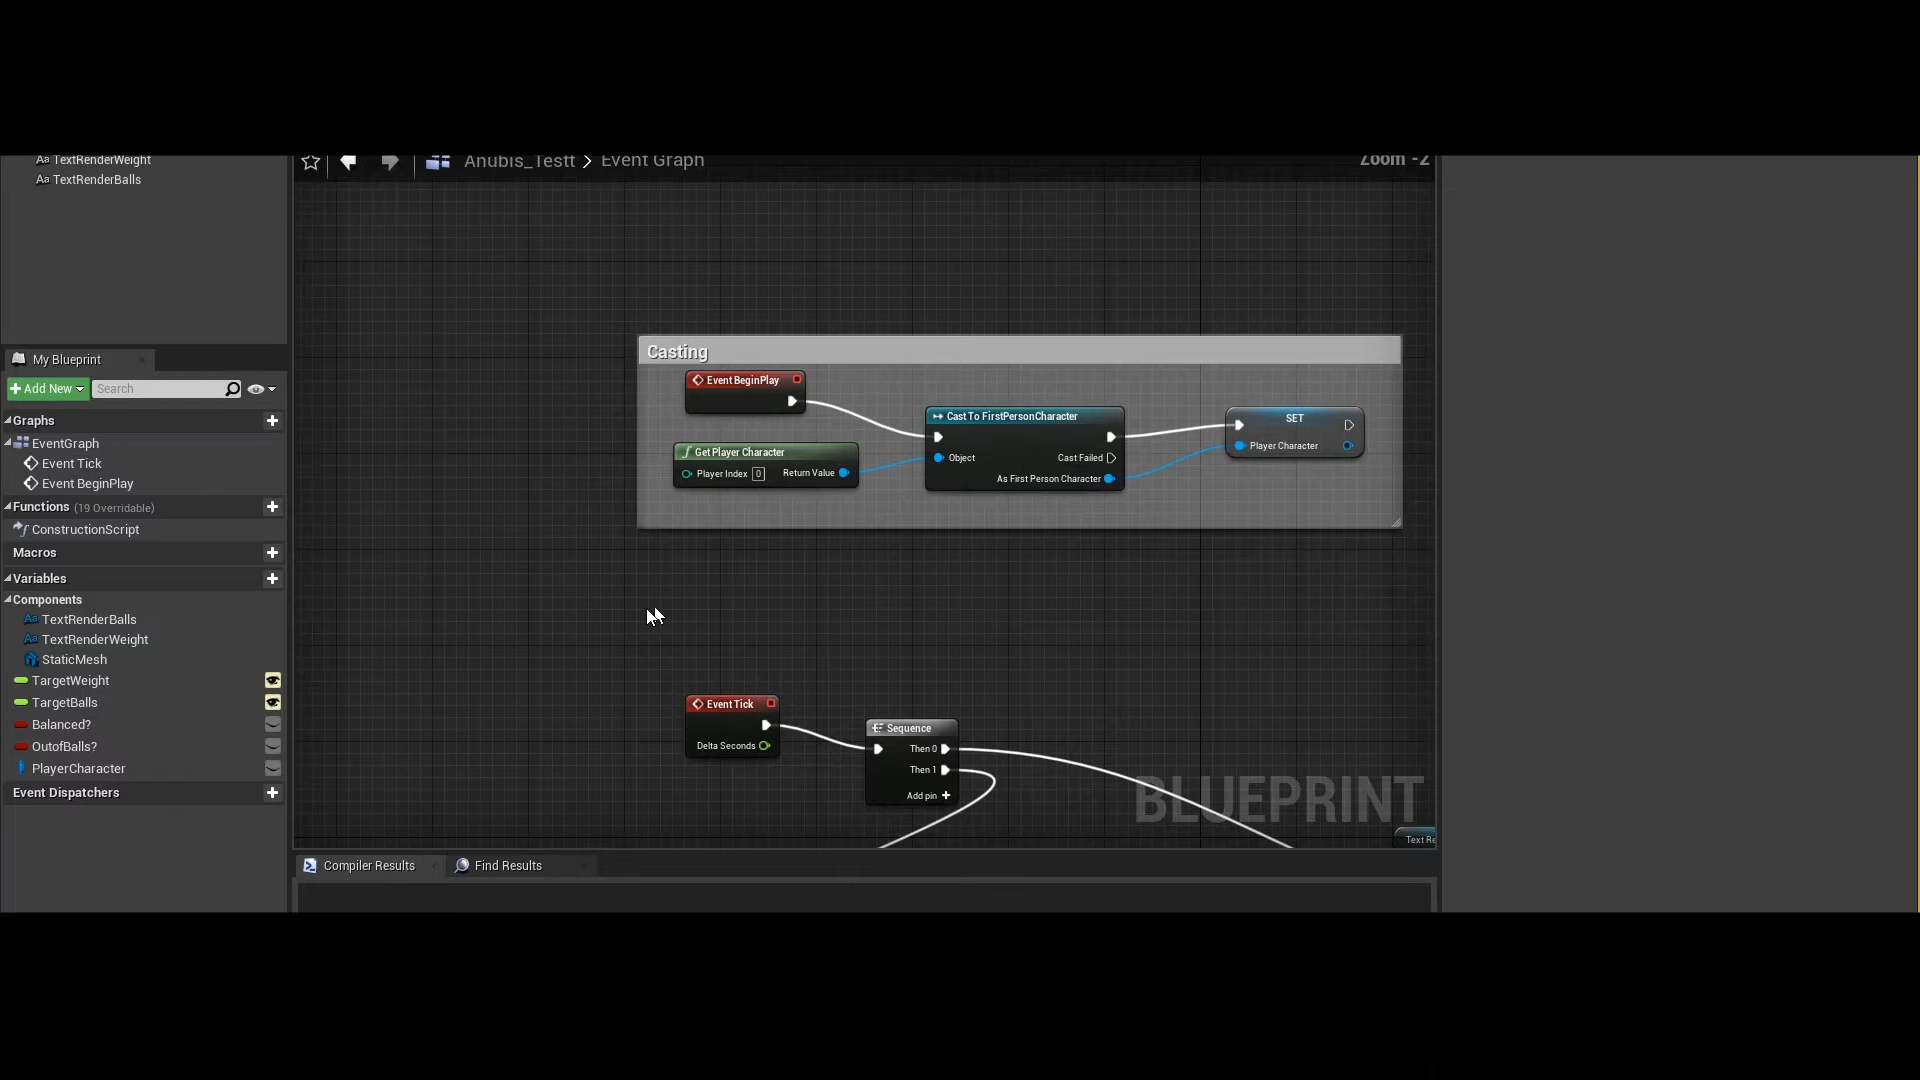 TextRenderWeight
TextRenderBalls
Anubis_Testt > Event Graph
Zoom -2
My Blueprint
Add New
Search
Graphs
EventGraph
Event Tick
Event BeginPlay
Functions (19 Overridable)
ConstructionScript
Macros
Variables
Components
TextRenderBalls
TextRenderWeight
StaticMesh
TargetWeight
TargetBalls
Balanced?
OutofBalls?
PlayerCharacter
Event Dispatchers
Casting
Event BeginPlay
Get Player Character
Player Index 0 Return Value
Cast To FirstPersonCharacter
Object Cast Failed
As First Person Character
SET
Player Character
Event Tick
Delta Seconds
Sequence
Then 0
Then 1
Add pin +
BLUEPRINT
Text Re
Compiler Results
Find Results